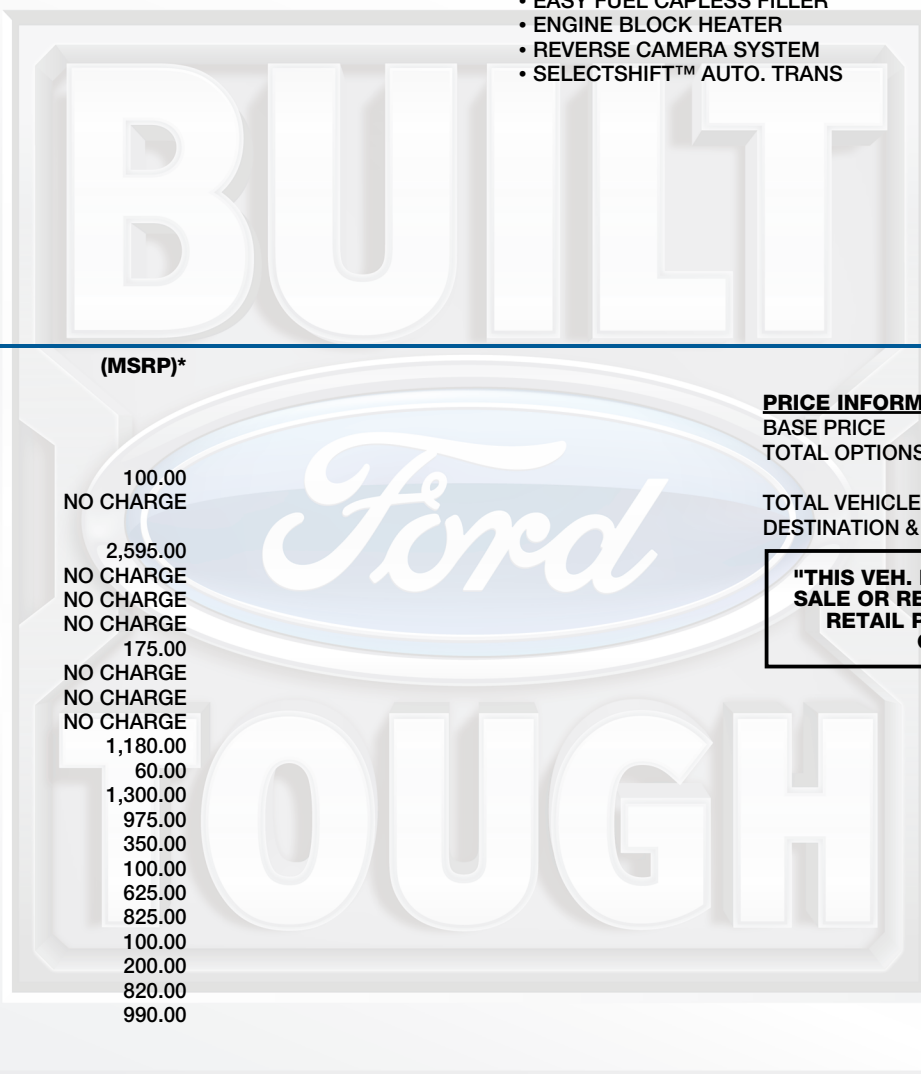 • EASY FUEL CAPLESS FILLER
• ENGINE BLOCK HEATER
• REVERSE CAMERA SYSTEM
• SELECTSHIFT™ AUTO. TRANS
BUILT
(MSRP)*
100.00
NO CHARGE
2,595.00
NO CHARGE
NO CHARGE
NO CHARGE
175.00
NO CHARGE
NO CHARGE
NO CHARGE
1,180.00
60.00
1,300.00
975.00
350.00
100.00
625.00
825.00
100.00
200.00
820.00
990.00
Ford
TOUGH
PRICE INFORM
BASE PRICE
TOTAL OPTIONS
TOTAL VEHICLE
DESTINATION &
"THIS VEH.
SALE OR RE
RETAIL P